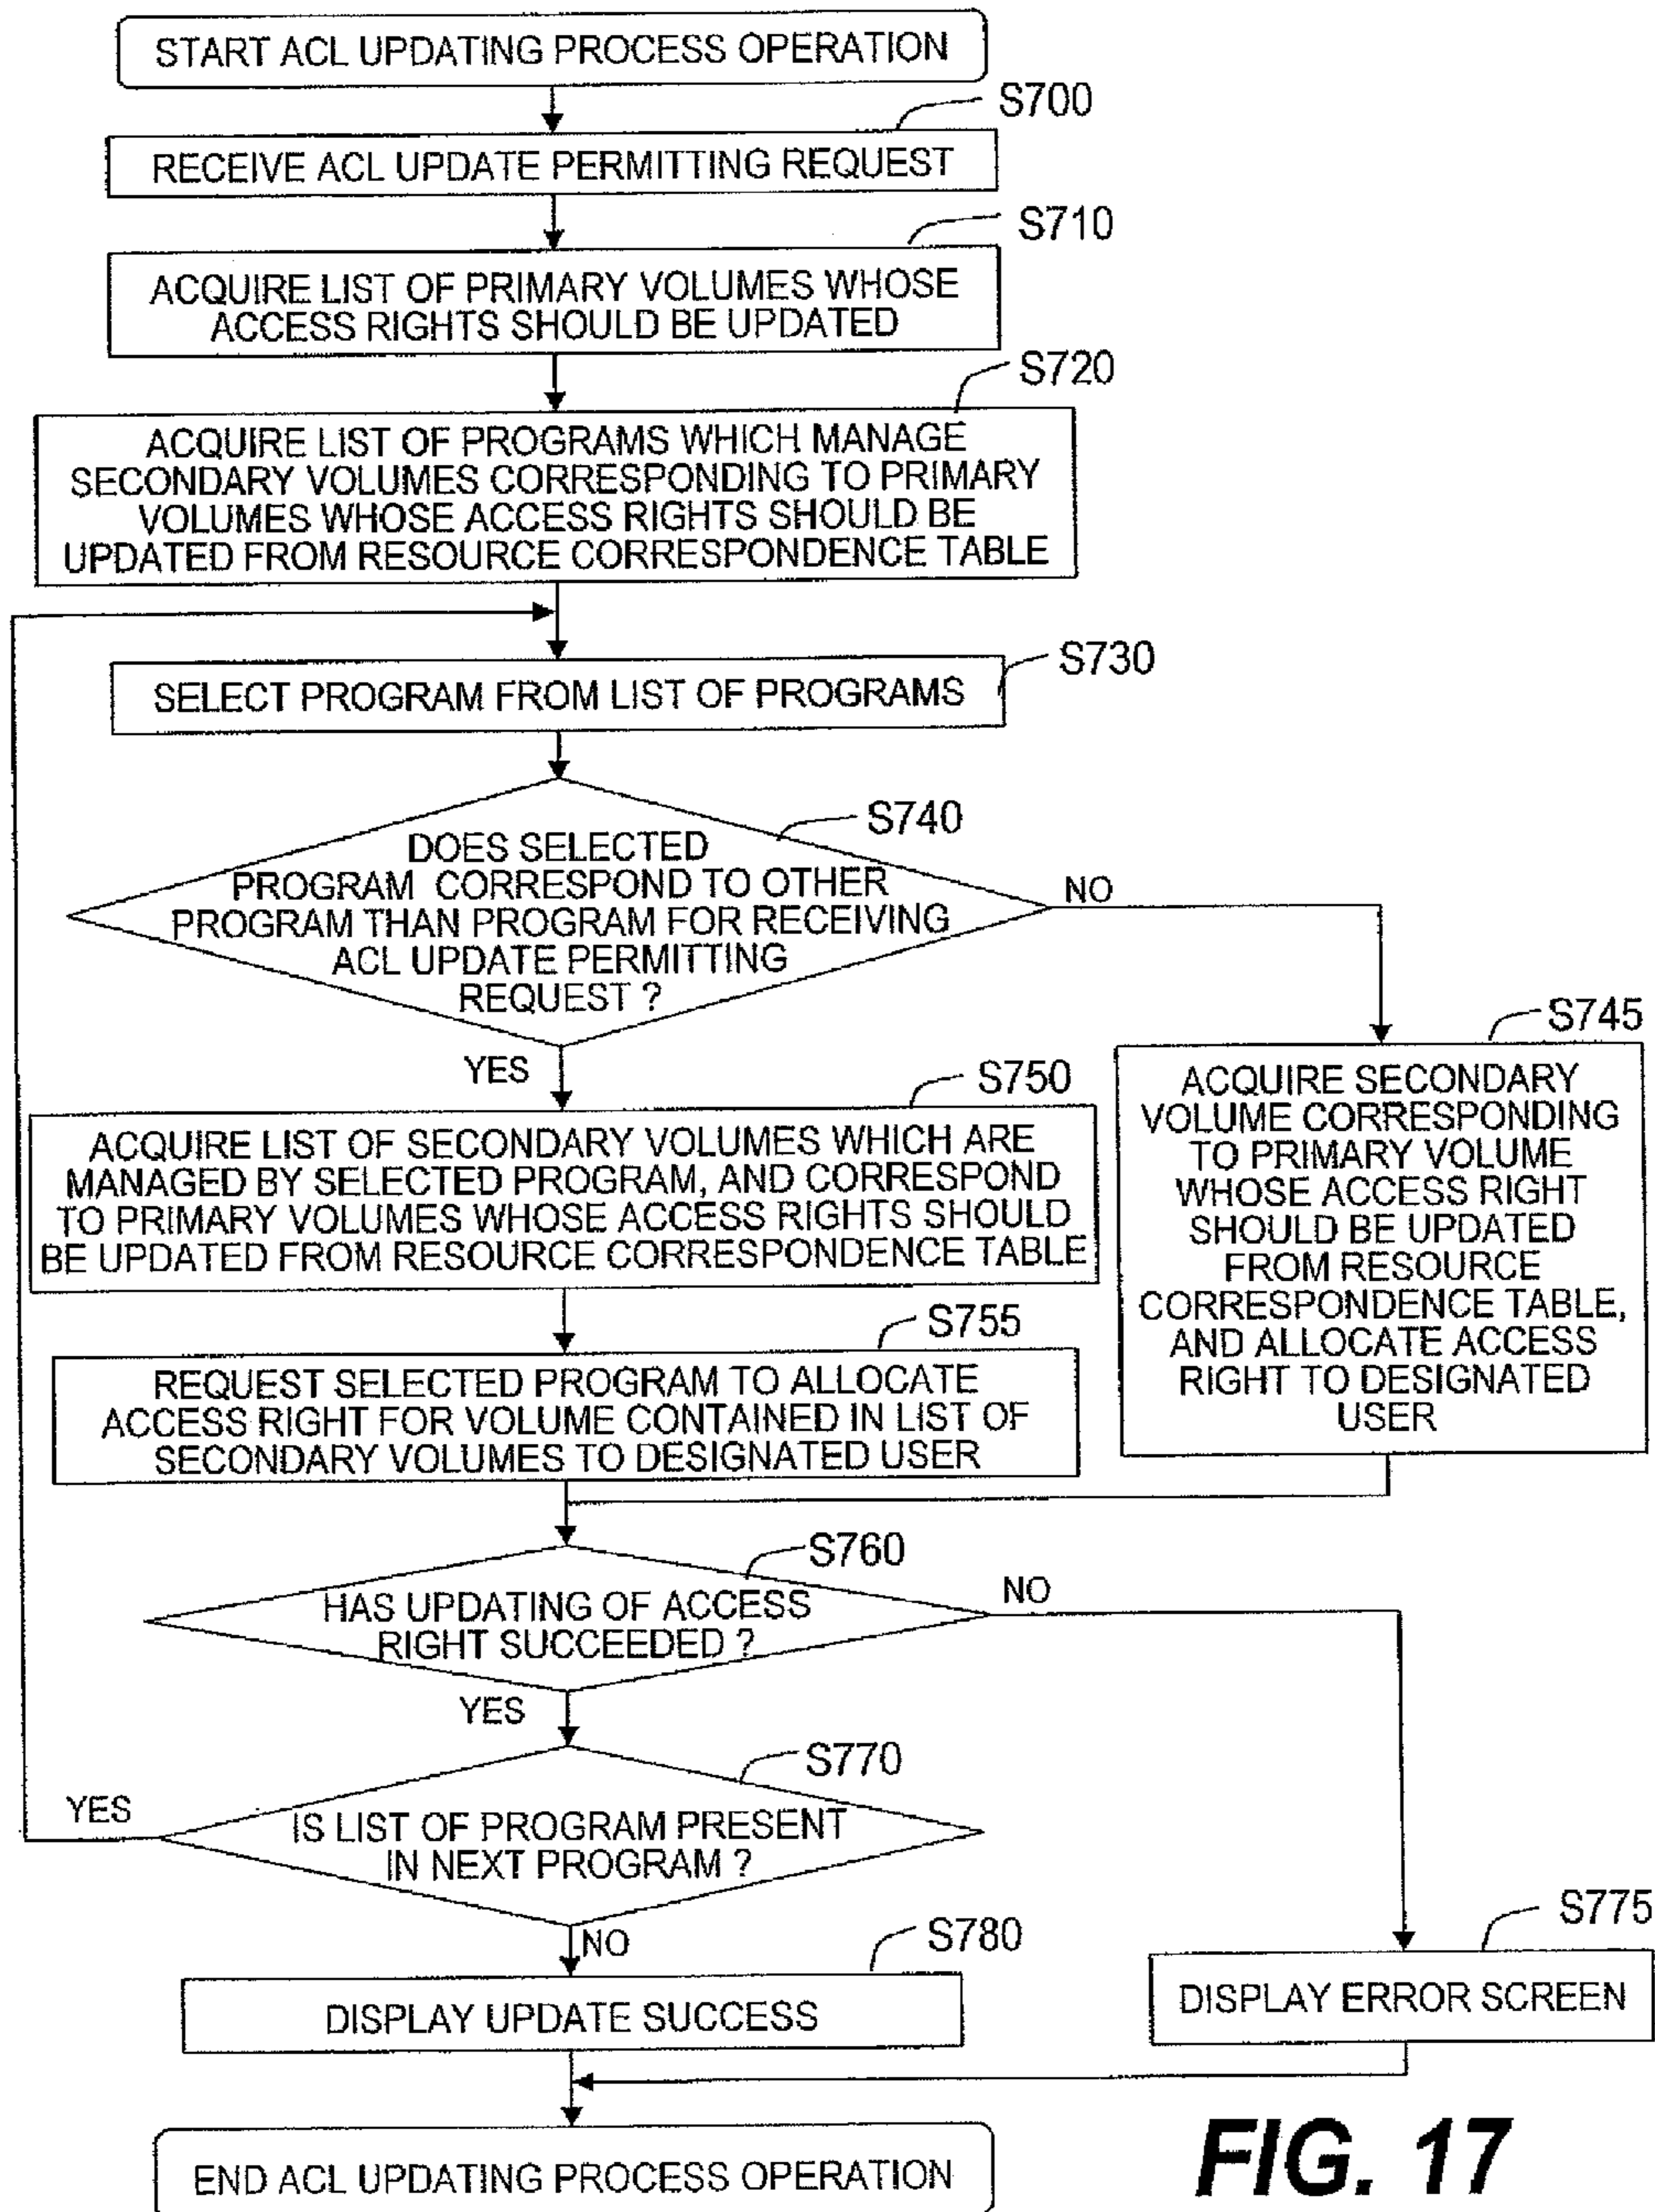 START ACL UPDATING PROCESS OPERATION
S700
RECEIVE ACL UPDATE PERMITTING REQUEST
S710
ACQUIRE LIST OF PRIMARY VOLUMES WHOSE
ACCESS RIGHTS SHOULD BE UPDATED
S720
ACQUIRE LIST OF PROGRAMS WHICH MANAGE
SECONDARY VOLUMES CORRESPONDING TO PRIMARY
VOLUMES WHOSE ACCESS RIGHTS SHOULD BE
UPDATED FROM RESOURCE CORRESPONDENCE TABLE
S730
SELECT PROGRAM FROM LIST OF PROGRAMS
S740
DOES SELECTED
PROGRAM CORRESPOND TO OTHER
PROGRAM THAN PROGRAM FOR RECEIVING
ACL UPDATE PERMITTING
REQUEST ?
NO
YES
S745
ACQUIRE SECONDARY
VOLUME CORRESPONDING
TO PRIMARY VOLUME
WHOSE ACCESS RIGHT
SHOULD BE UPDATED
FROM RESOURCE
CORRESPONDENCE TABLE,
AND ALLOCATE ACCESS
RIGHT TO DESIGNATED
USER
S750
ACQUIRE LIST OF SECONDARY VOLUMES WHICH ARE
MANAGED BY SELECTED PROGRAM, AND CORRESPOND
TO PRIMARY VOLUMES WHOSE ACCESS RIGHTS SHOULD
BE UPDATED FROM RESOURCE CORRESPONDENCE TABLE
S755
REQUEST SELECTED PROGRAM TO ALLOCATE
ACCESS RIGHT FOR VOLUME CONTAINED IN LIST OF
SECONDARY VOLUMES TO DESIGNATED USER
S760
HAS UPDATING OF ACCESS
RIGHT SUCCEEDED ?
NO
YES
S770
IS LIST OF PROGRAM PRESENT
IN NEXT PROGRAM ?
YES
NO
S780
DISPLAY UPDATE SUCCESS
S775
DISPLAY ERROR SCREEN
END ACL UPDATING PROCESS OPERATION
FIG. 17